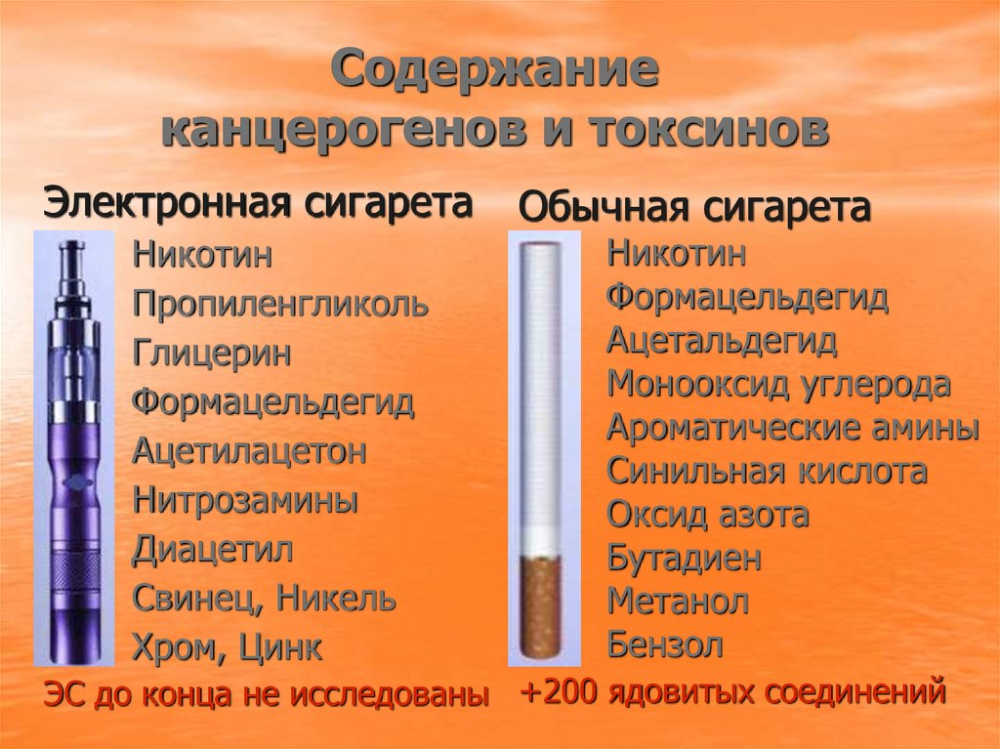 Содержание
канцерогенов и токсинов
Электронная сигарета
Никотин
Пропиленгликоль
Глицерин
Формацельдегид
Ацетилацетон
Нитрозамины
Диацетил
Свинец, Никель
Хром, Цинк
ЭС до конца не исследованы
Обычная сигарета
Никотин
Формацельдегид
Ацетальдегид
Монооксид углерода
Ароматические амины
Синильная кислота
Оксид азота
Бутадиен
Метанол
Бензол
+200 ядовитых соединений